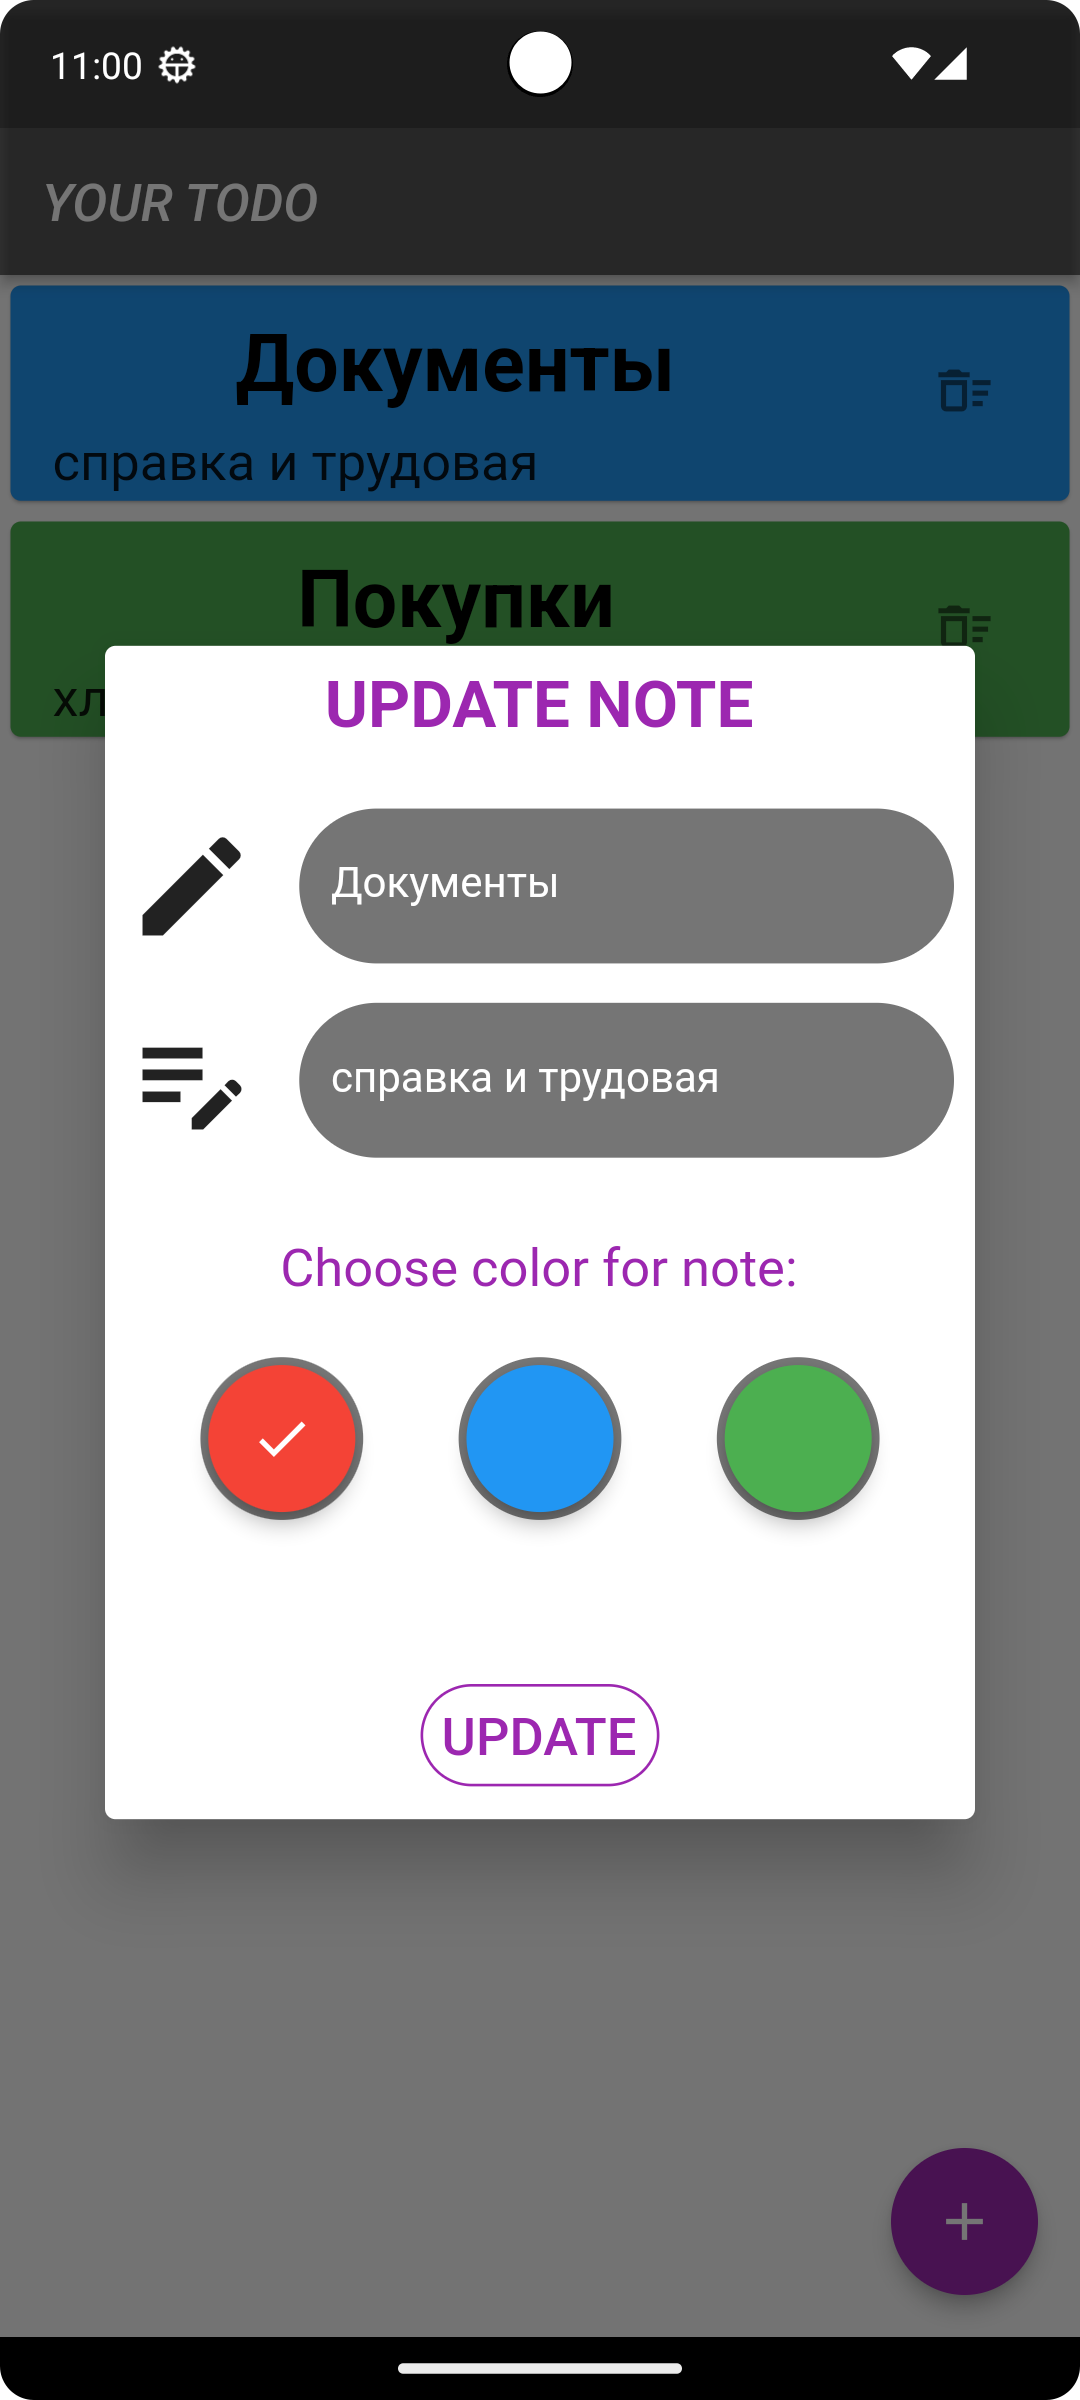 11:00
YOUR TODO
Документы
справка и трудовая
Покупки
хл
UPDATE NOTE
Документы
справка и трудовая
Choose color for note:
UPDATE